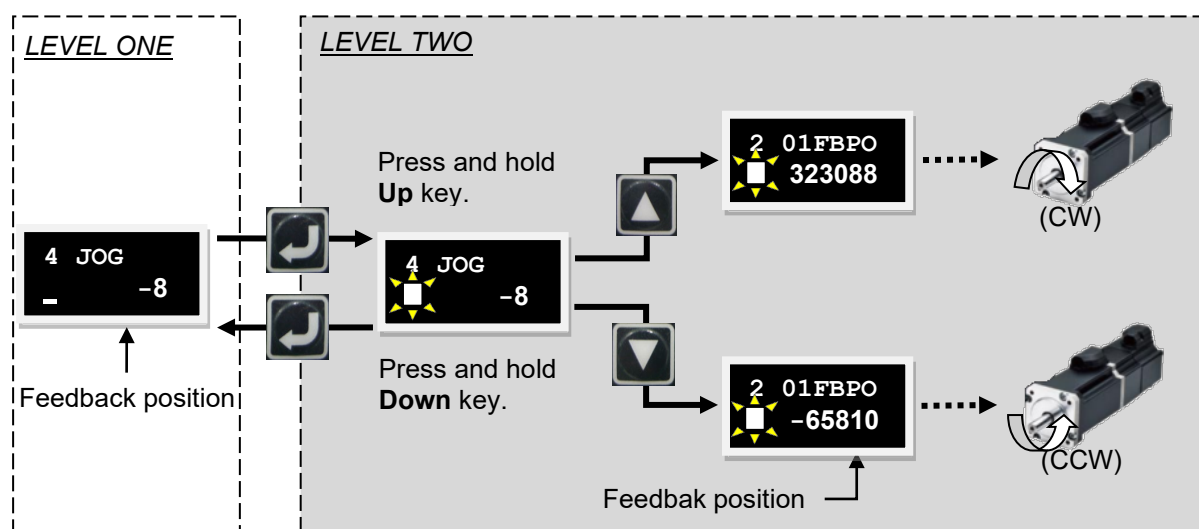 LEVEL ONE
LEVEL TWO
Press and hold
Up key.
2 01FBPO
323088
(CW)
4 JOG
_ -8
4 JOG
-8
Feedback position
Press and hold
Down key.
2 01FBPO
-65810
(CCW)
Feedbak position